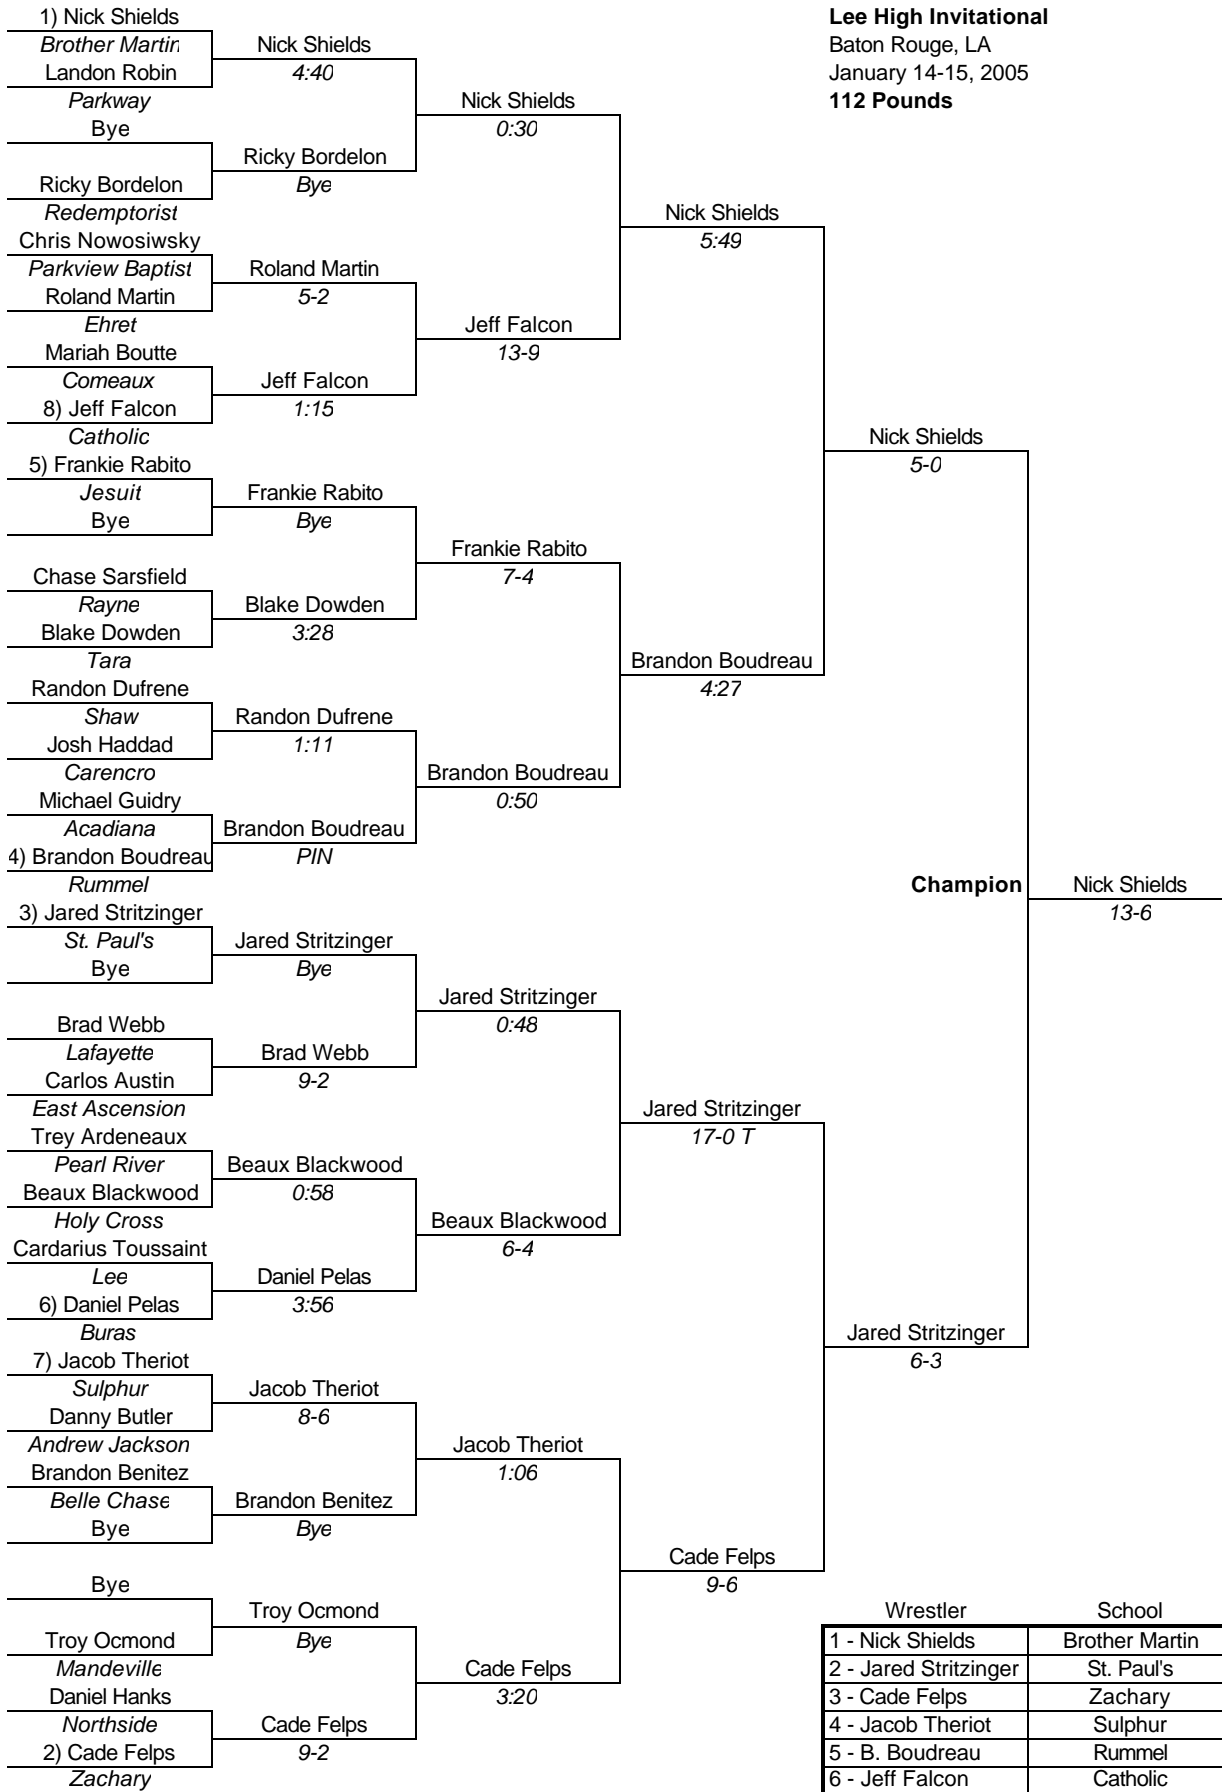 Lee High Invitational
Baton Rouge, LA
January 14-15, 2005
112 Pounds
1) Nick Shields
Brother Martin
Landon Robin
Parkway
Bye
Ricky Bordelon
Redemptorist
Chris Nowosiwsky
Parkview Baptist
Roland Martin
Ehret
Mariah Boutte
Comeaux
8) Jeff Falcon
Catholic
5) Frankie Rabito
Jesuit
Bye
Chase Sarsfield
Rayne
Blake Dowden
Tara
Randon Dufrene
Shaw
Josh Haddad
Carencro
Michael Guidry
Acadiana
4) Brandon Boudreau
Rummel
3) Jared Stritzinger
St. Paul's
Bye
Brad Webb
Lafayette
Carlos Austin
East Ascension
Trey Ardeneaux
Pearl River
Beaux Blackwood
Holy Cross
Cardarius Toussaint
Lee
6) Daniel Pelas
Buras
7) Jacob Theriot
Sulphur
Danny Butler
Andrew Jackson
Brandon Benitez
Belle Chase
Bye
Bye
Troy Ocmond
Mandeville
Daniel Hanks
Northside
2) Cade Felps
Zachary
Nick Shields
4:40
Ricky Bordelon
Bye
Roland Martin
5-2
Jeff Falcon
1:15
Frankie Rabito
Bye
Blake Dowden
3:28
Randon Dufrene
1:11
Brandon Boudreau
PIN
Jared Stritzinger
Bye
Brad Webb
9-2
Beaux Blackwood
0:58
Daniel Pelas
3:56
Jacob Theriot
8-6
Brandon Benitez
Bye
Troy Ocmond
Bye
Cade Felps
9-2
Nick Shields
0:30
Jeff Falcon
13-9
Frankie Rabito
7-4
Brandon Boudreau
0:50
Jared Stritzinger
0:48
Beaux Blackwood
6-4
Jacob Theriot
1:06
Cade Felps
3:20
Nick Shields
5:49
Brandon Boudreau
4:27
Jared Stritzinger
17-0 T
Cade Felps
9-6
Nick Shields
5-0
Jared Stritzinger
6-3
Champion Nick Shields
13-6
Wrestler School
1 - Nick Shields Brother Martin
2 - Jared Stritzinger St. Paul's
3 - Cade Felps Zachary
4 - Jacob Theriot Sulphur
5 - B. Boudreau Rummel
6 - Jeff Falcon Catholic